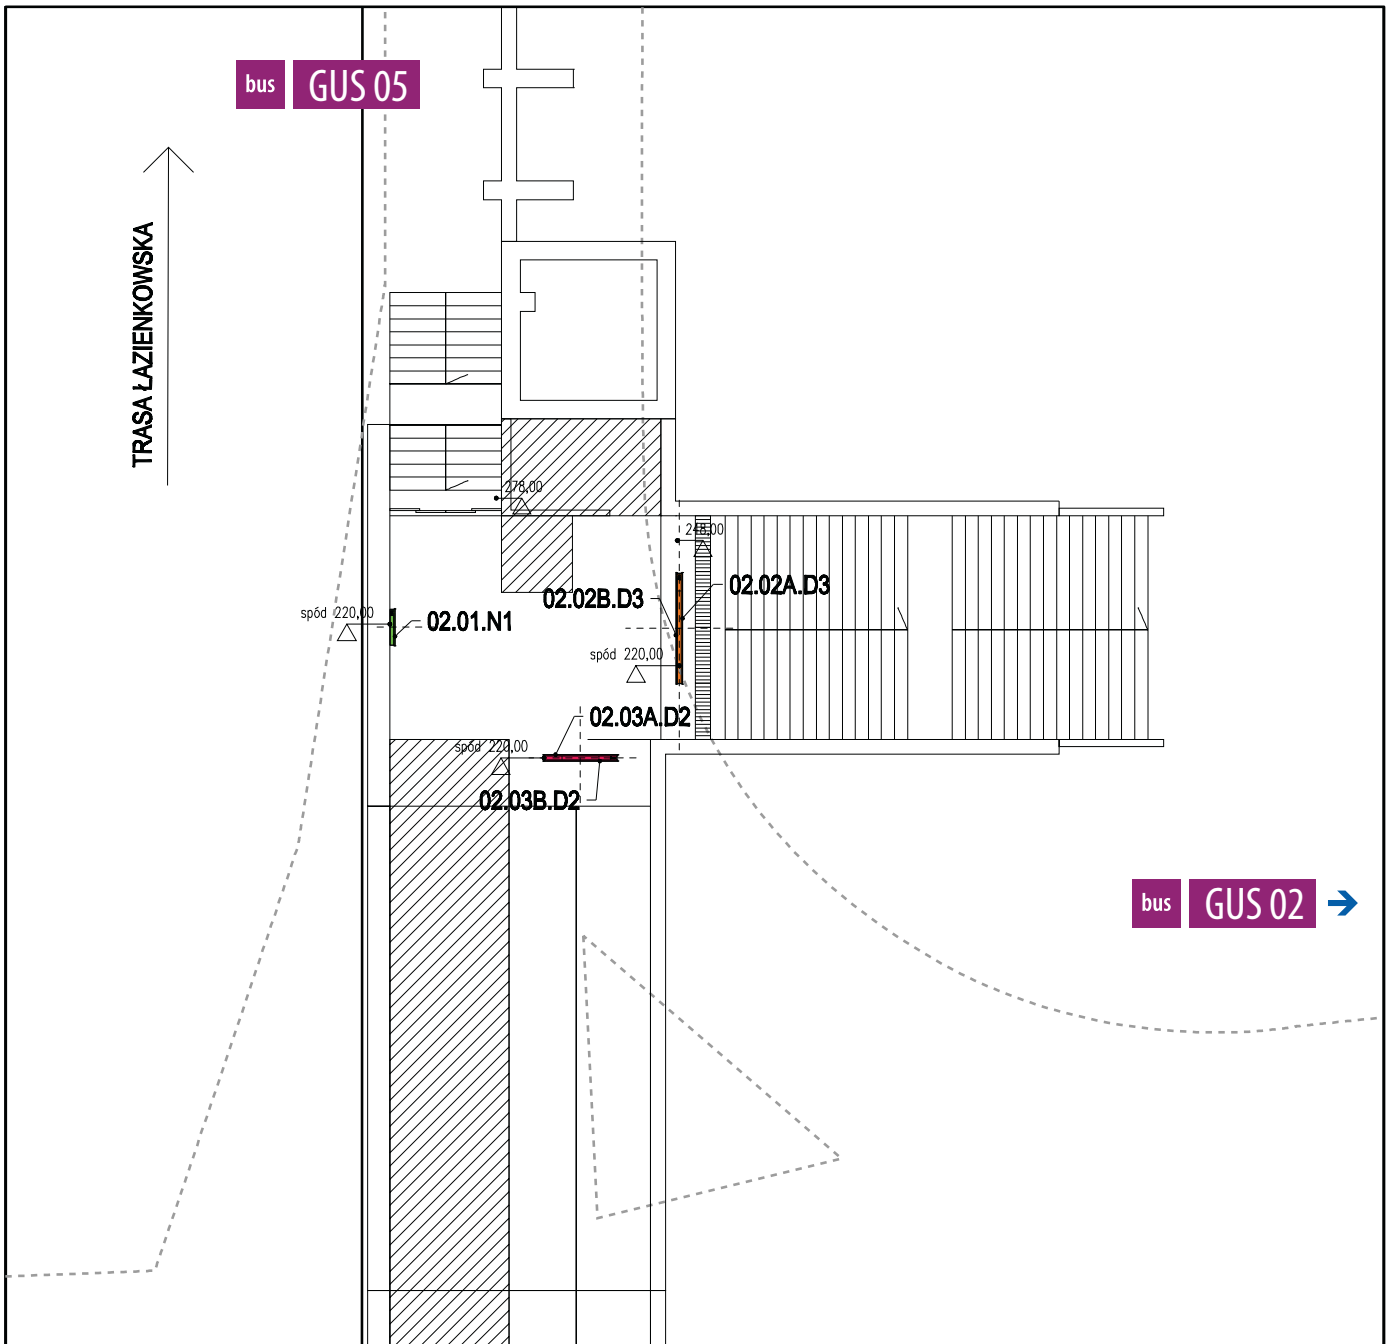 bus GUS 05
TRASA ŁAZIENKOWSKA
278,00
248,00
02.02A.D3
02.02B.D3
spód 220,00
02.01.N1
spód 220,00
02.03A.D2
spód 220,00
02.03B.D2
bus GUS 02